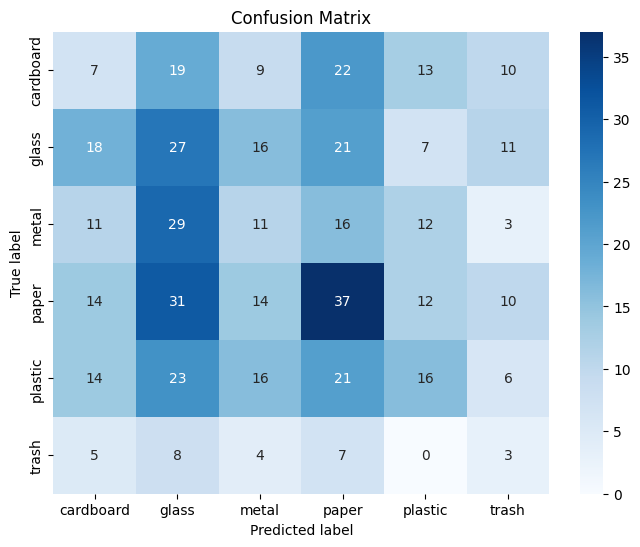 Confusion Matrix
True label
cardboard 7 19 9 22 13 10
glass 18 27 16 21 7 11
metal 11 29 11 16 12 3
paper 14 31 14 37 12 10
plastic 14 23 16 21 16 6
trash 5 8 4 7 0 3
cardboard glass metal paper plastic trash
Predicted label
35
30
25
20
15
10
5
0